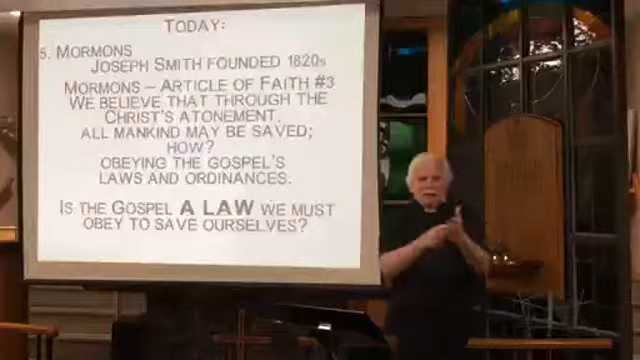 TODAY:
5. MORMONS
JOSEPH SMITH FOUNDED 1820S
MORMONS – ARTICLE OF FAITH #3
WE BELIEVE THAT THROUGH THE
CHRIST'S ATONEMENT,
ALL MANKIND MAY BE SAVED;
HOW?
OBEYING THE GOSPEL'S
LAWS AND ORDINANCES.
IS THE GOSPEL A LAW WE MUST
OBEY TO SAVE OURSELVES?